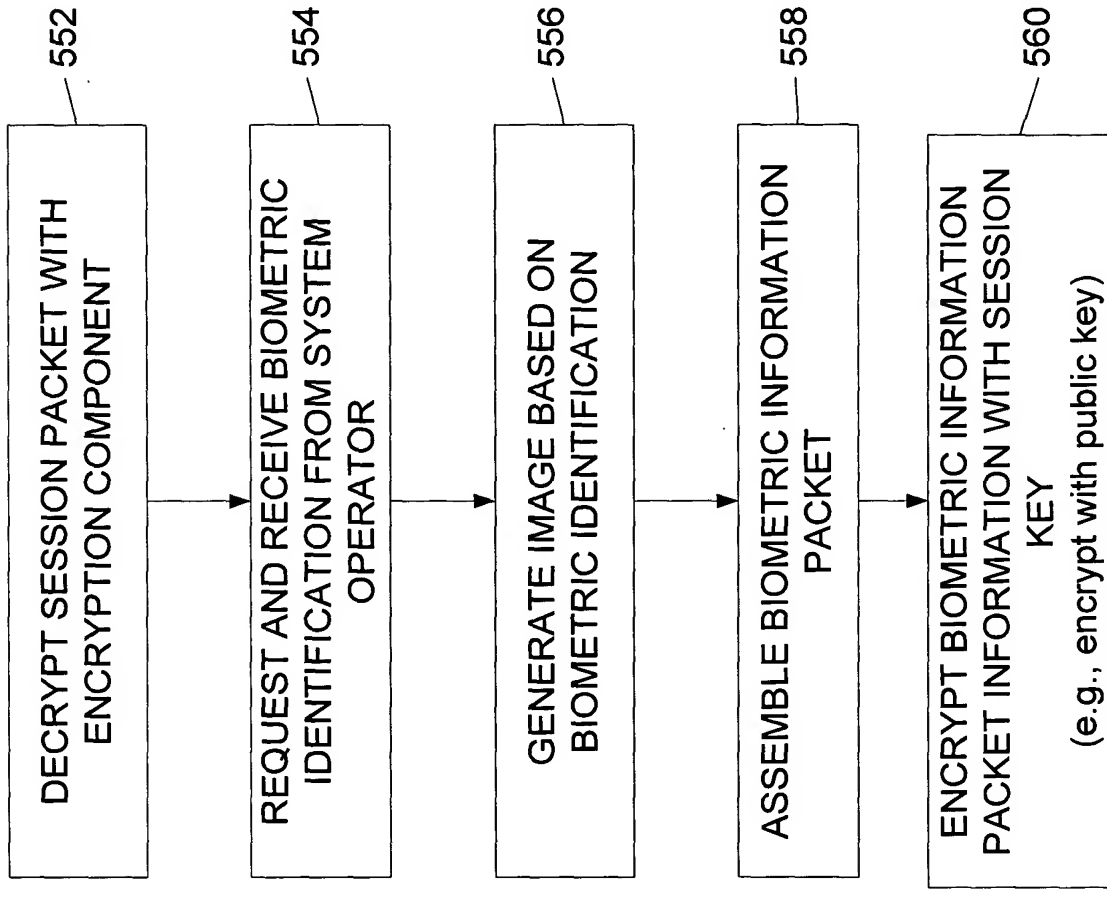 552
DECRYPT SESSION PACKET WITH
ENCRYPTION COMPONENT
554
REQUEST AND RECEIVE BIOMETRIC
IDENTIFICATION FROM SYSTEM
OPERATOR
556
GENERATE IMAGE BASED ON
BIOMETRIC IDENTIFICATION
558
ASSEMBLE BIOMETRIC INFORMATION
PACKET
560
ENCRYPT BIOMETRIC INFORMATION
PACKET INFORMATION WITH SESSION
KEY
(e.g., encrypt with public key)